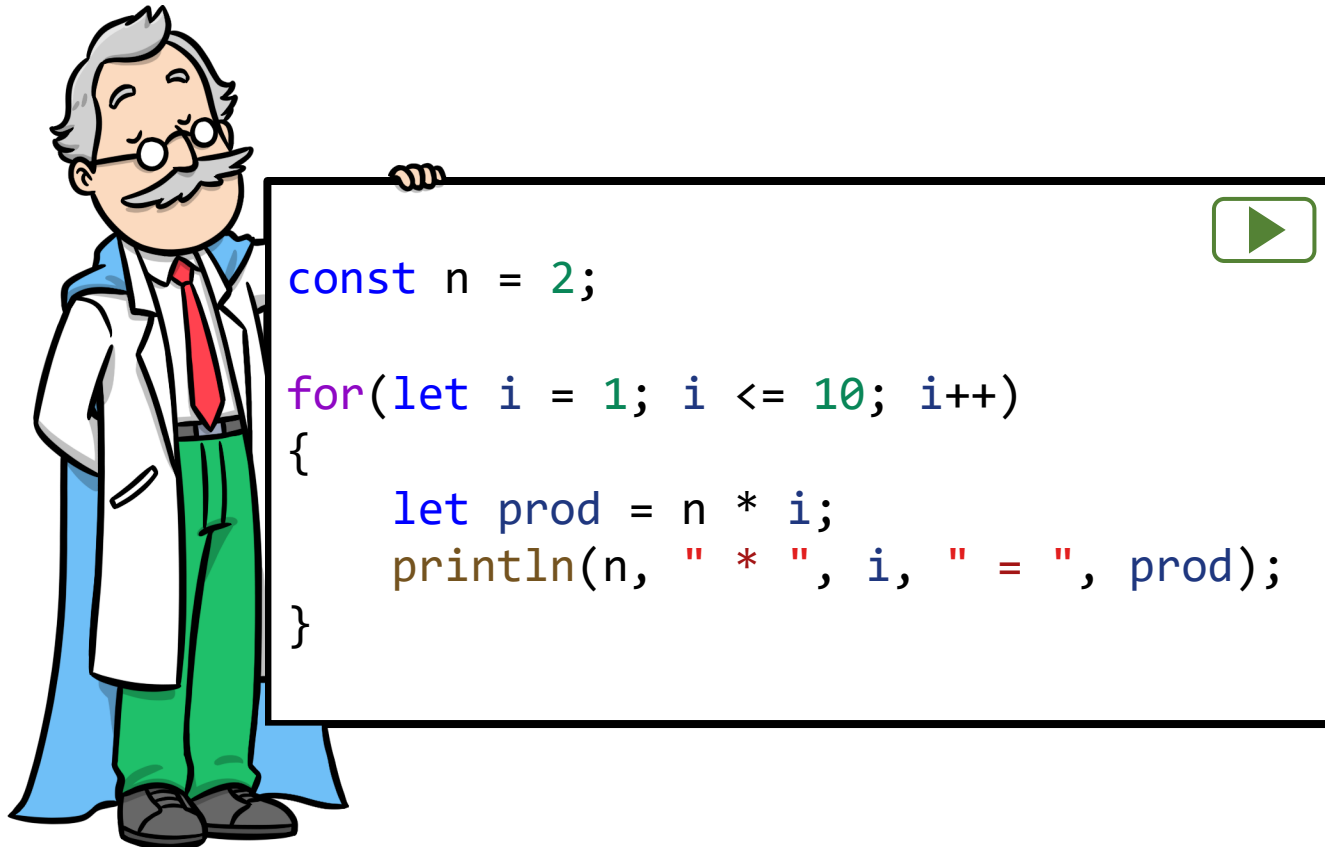 const n = 2;
for(let i = 1; i <= 10; i++)
{
    let prod = n * i;
    println(n, " * ", i, " = ", prod);
}